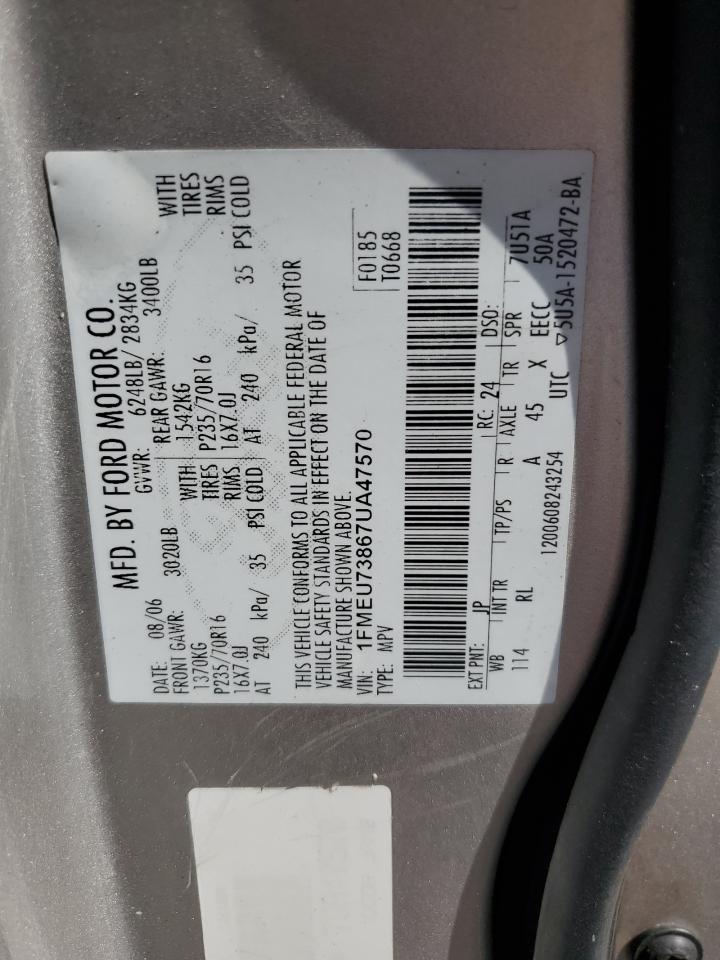 MFD. BY FORD MOTOR CO.
DATE: 08/06 GVWR: 6248LB/ 2834KG
FRONT GAWR: 3020LB REAR GAWR: 3400LB
1370KG WITH 1542KG WITH
P235/70R16 TIRES P235/70R16 TIRES
16X7.0J RIMS 16X7.0J RIMS
AT 240 kPa/ 35 PSI COLD AT 240 kPa/ 35 PSI COLD
THIS VEHICLE CONFORMS TO ALL APPLICABLE FEDERAL MOTOR
VEHICLE SAFETY STANDARDS IN EFFECT ON THE DATE OF
MANUFACTURE SHOWN ABOVE.
VIN: 1FMEU73867UA47570
TYPE: MPV
F0185
T0668
EXT PNT: JP RC: 24 DSO:
WB INT TR TP/PS R AXLE TR SPR 7U51A
114 RL A 45 X EECC 50A
1200608243254 UTC ▽5U5A-1520472-BA